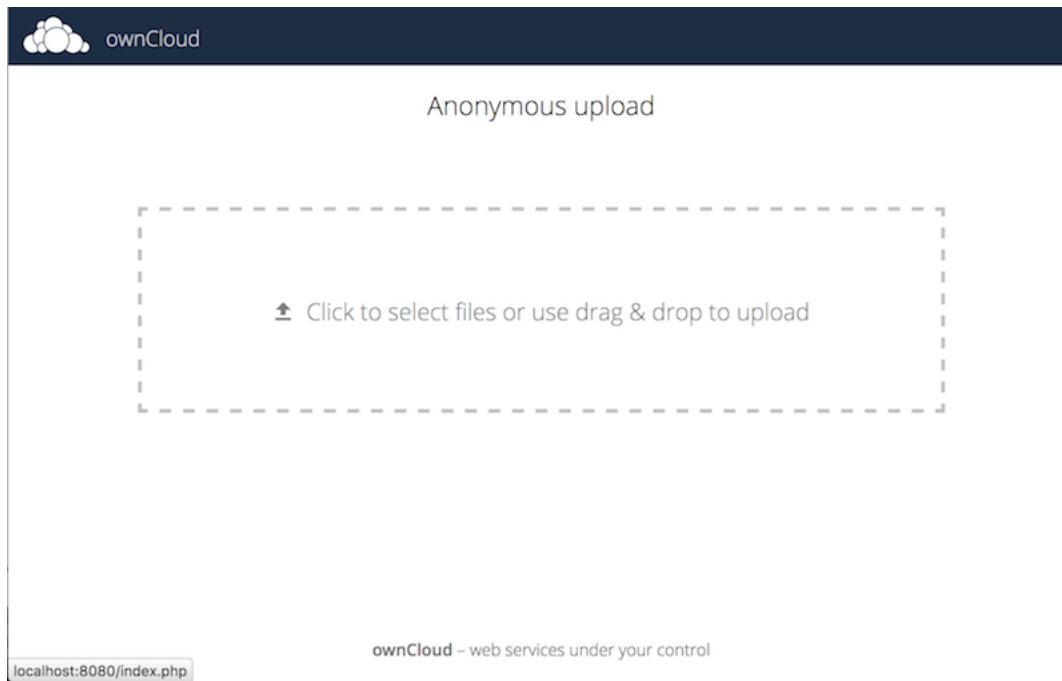 ownCloud
Anonymous upload
Click to select files or use drag & drop to upload
ownCloud – web services under your control
localhost:8080/index.php